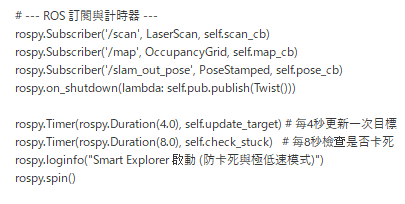 # --- ROS 訂閱與計時器 ---
rospy.Subscriber('/scan', LaserScan, self.scan_cb)
rospy.Subscriber('/map', OccupancyGrid, self.map_cb)
rospy.Subscriber('/slam_out_pose', PoseStamped, self.pose_cb)
rospy.on_shutdown(lambda: self.pub.publish(Twist()))
rospy.Timer(rospy.Duration(4.0), self.update_target) # 每4秒更新一次目標
rospy.Timer(rospy.Duration(8.0), self.check_stuck) # 每8秒檢查是否卡死
rospy.loginfo("Smart Explorer 啟動 (防卡死與極低速模式)")
rospy.spin()